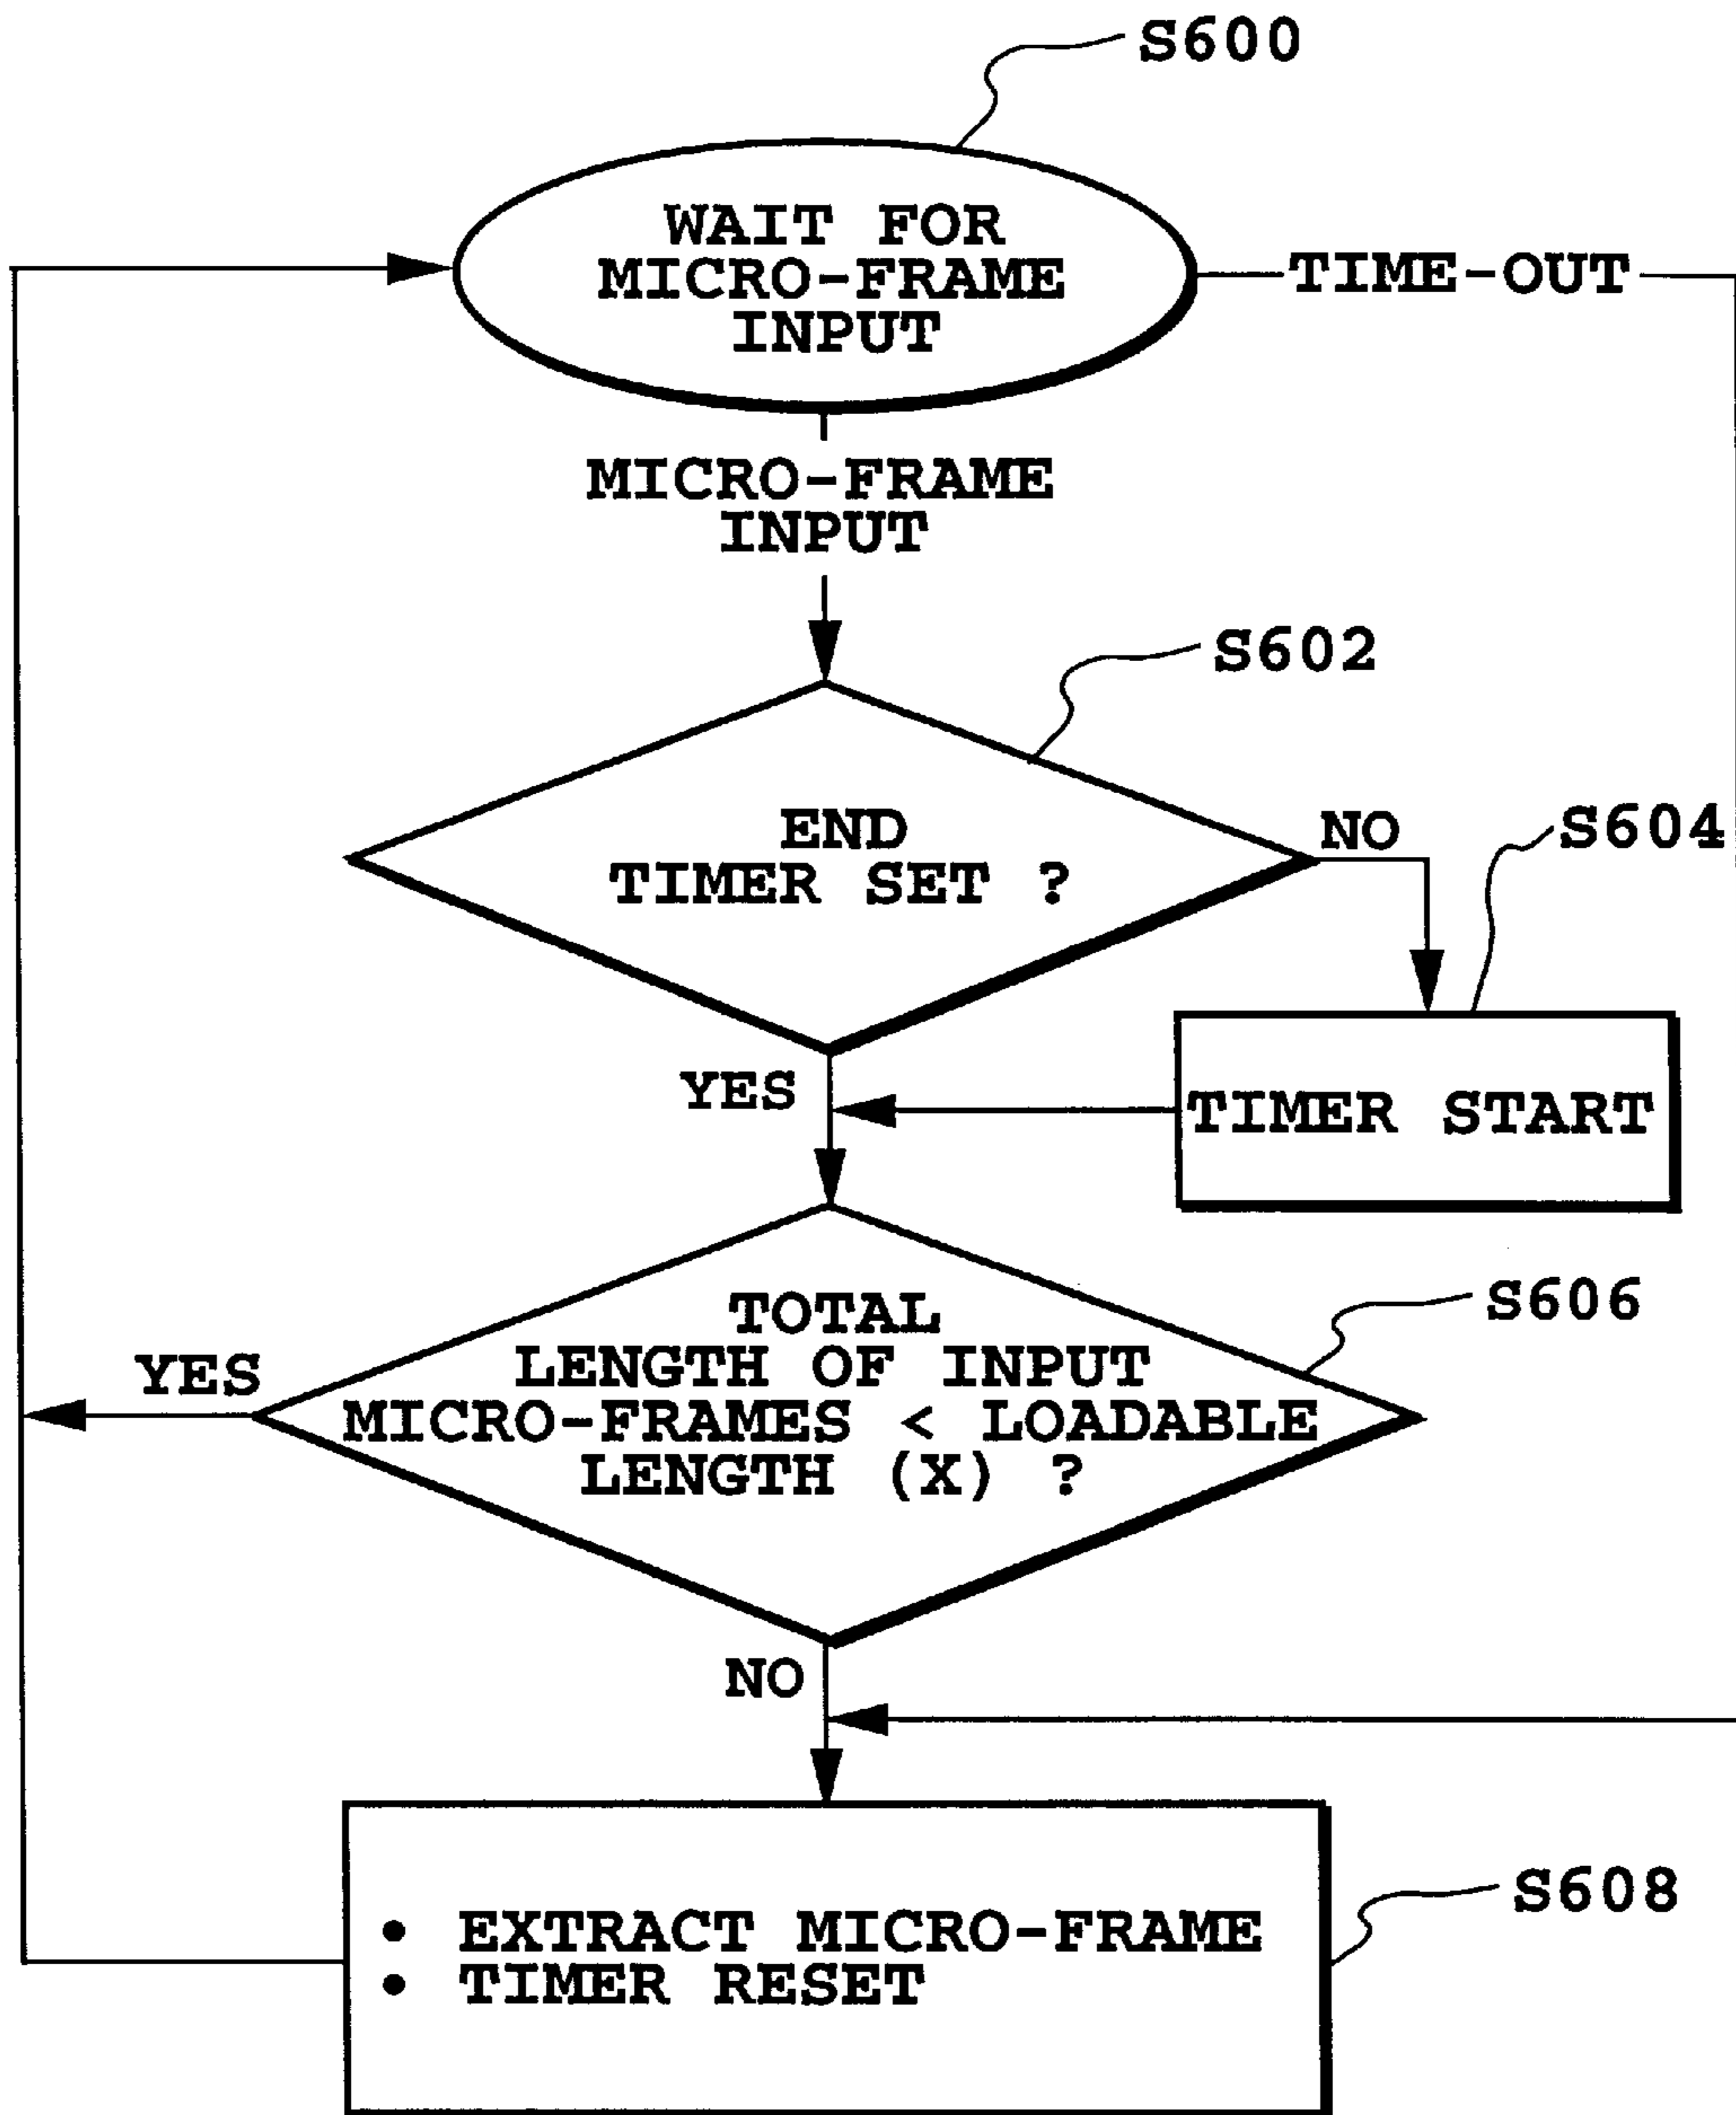 S600
WAIT FOR
MICRO-FRAME
INPUT
TIME-OUT
MICRO-FRAME
INPUT
S602
END
TIMER SET ?
NO
S604
YES
TIMER START
S606
TOTAL
LENGTH OF INPUT
MICRO-FRAMES < LOADABLE
LENGTH (X) ?
YES
NO
• EXTRACT MICRO-FRAME
• TIMER RESET
S608